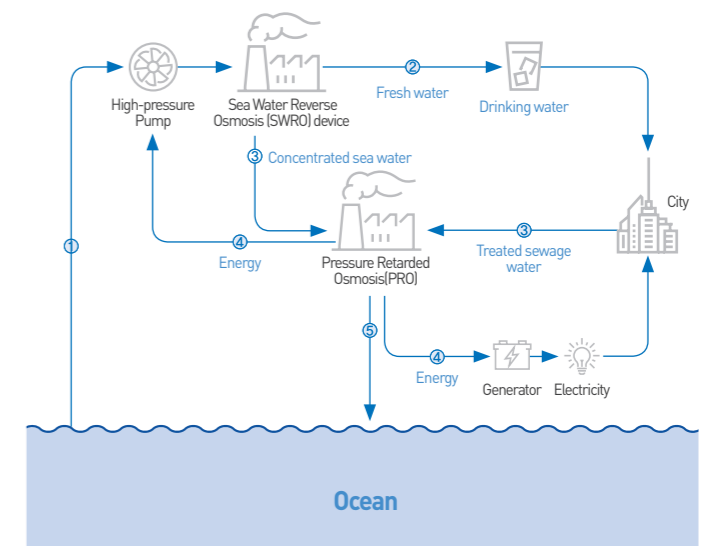 ②
Fresh water
High-pressure
Pump
Sea Water Reverse
Osmosis (SWRO) device
Drinking water
③ Concentrated sea water
City
①
④
Energy
③
Treated sewage
water
Pressure Retarded
Osmosis(PRO)
⑤
④
Energy
Generator
Electricity
Ocean